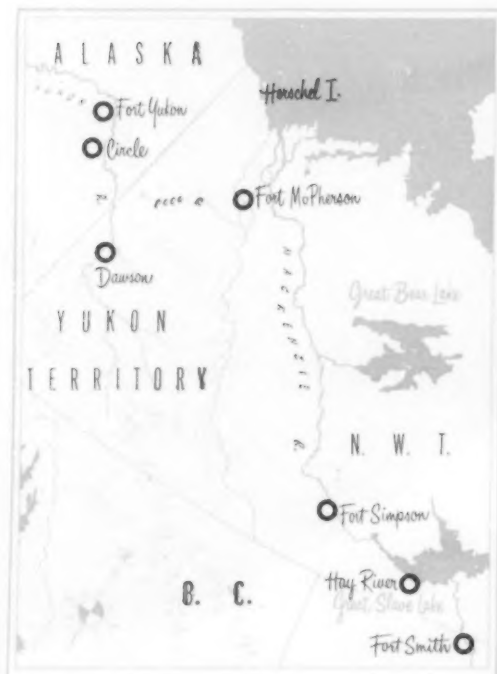 ALASKA
Herschel I.
Fort Yukon
Circle
Fort McPherson
Dawson
MACKENZIE R.
Great Bear Lake
YUKON
TERRITORY
N. W. T.
Fort Simpson
B. C.
Hay River
Great Slave Lake
Fort Smith